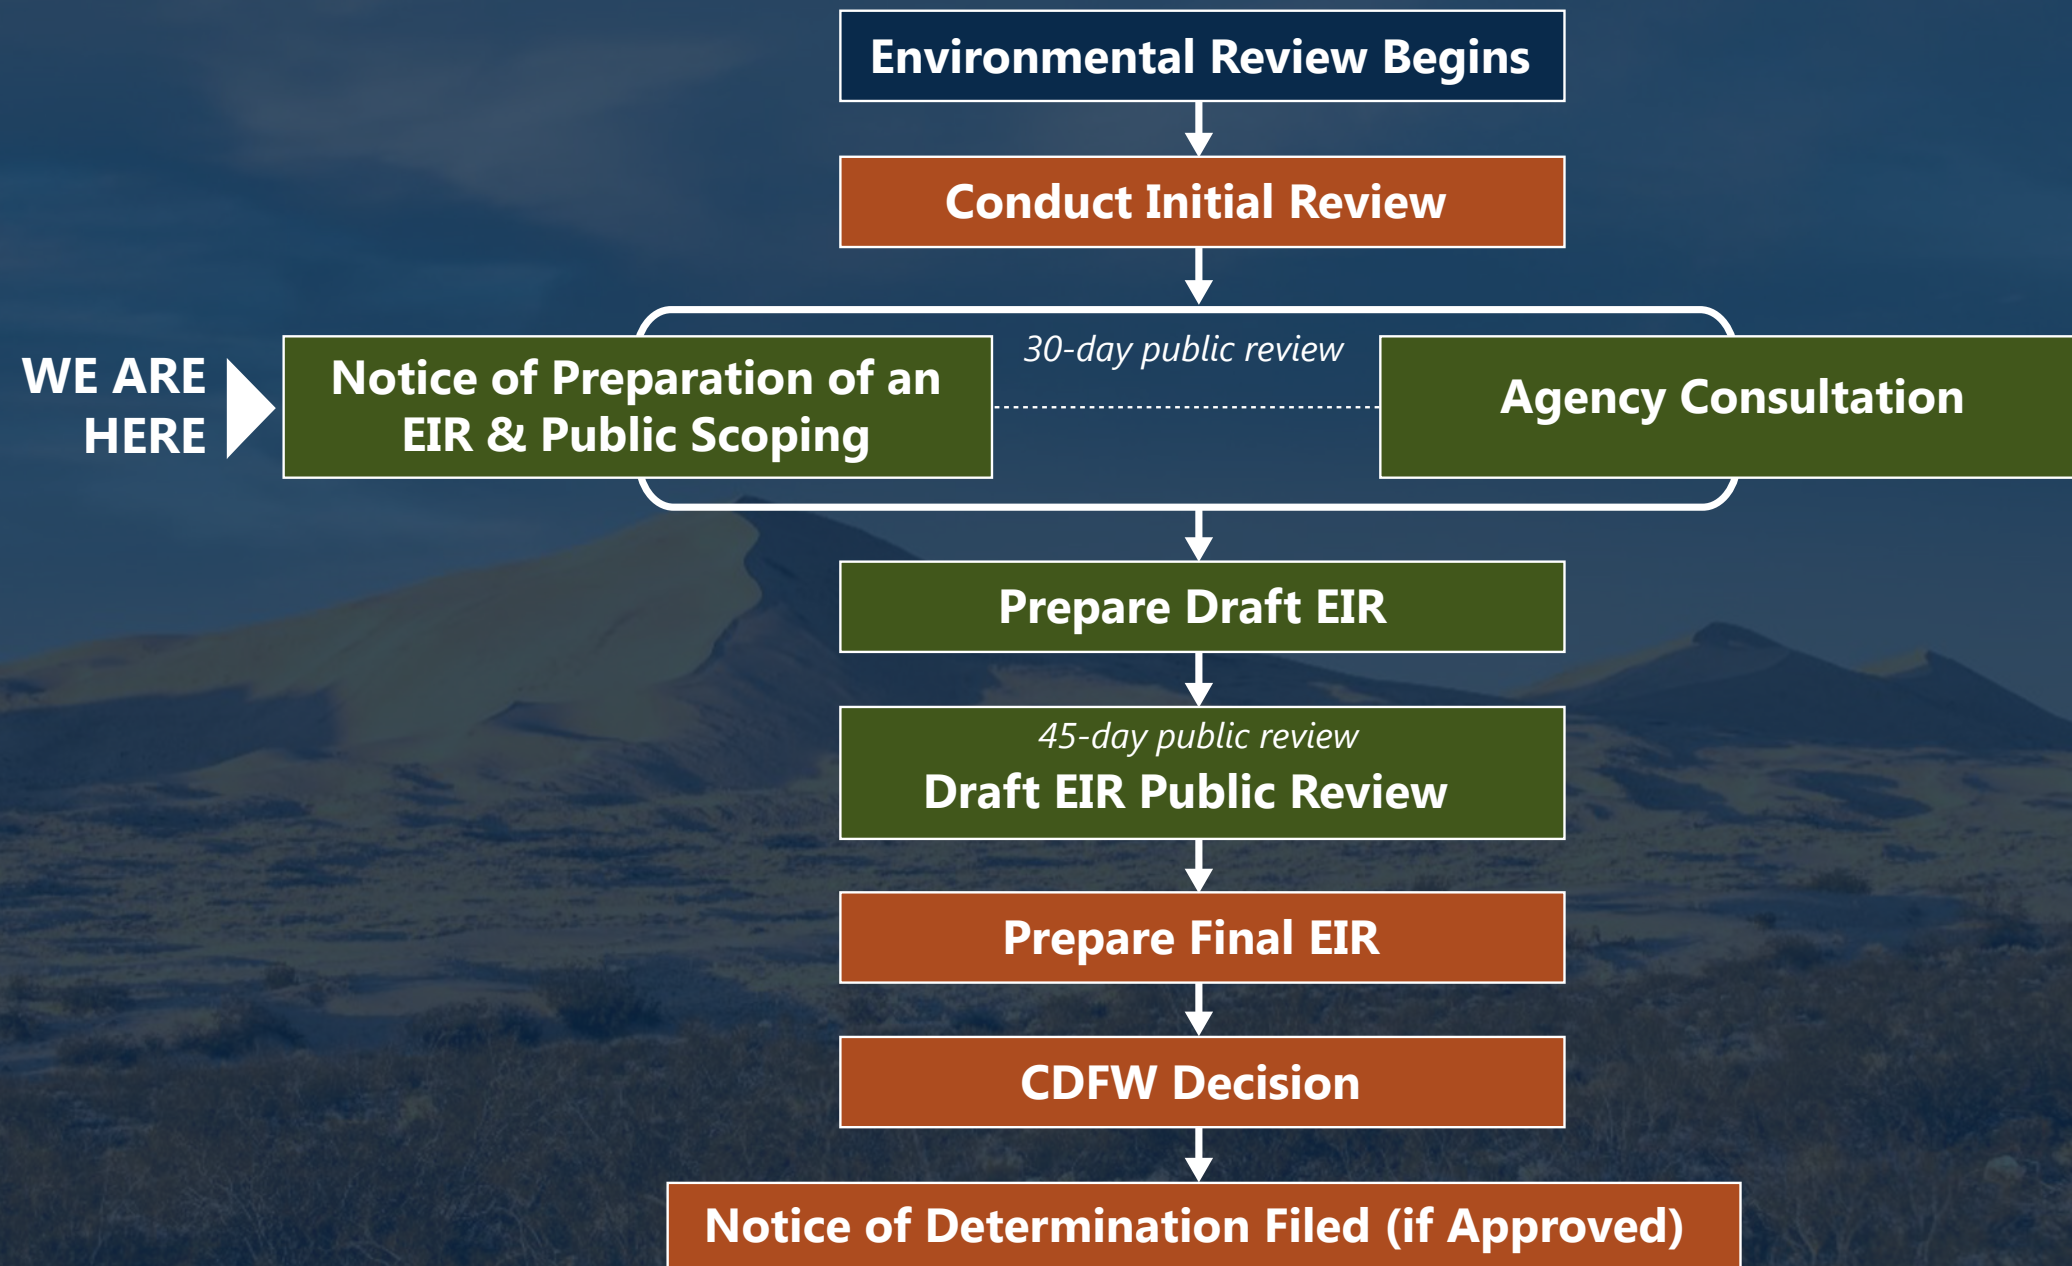 Environmental Review Begins
Conduct Initial Review
WE ARE
HERE
Notice of Preparation of an
EIR & Public Scoping
30-day public review
Agency Consultation
Prepare Draft EIR
45-day public review
Draft EIR Public Review
Prepare Final EIR
CDFW Decision
Notice of Determination Filed (if Approved)